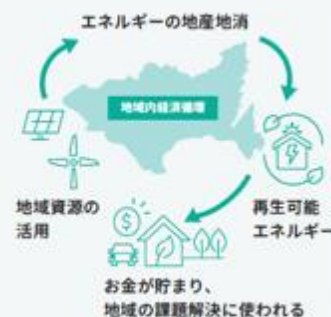 エネルギーの地産地消
地域内経済循環
地域資源の
活用
再生可能
エネルギー
お金が貯まり、
地域の課題解決に使われる